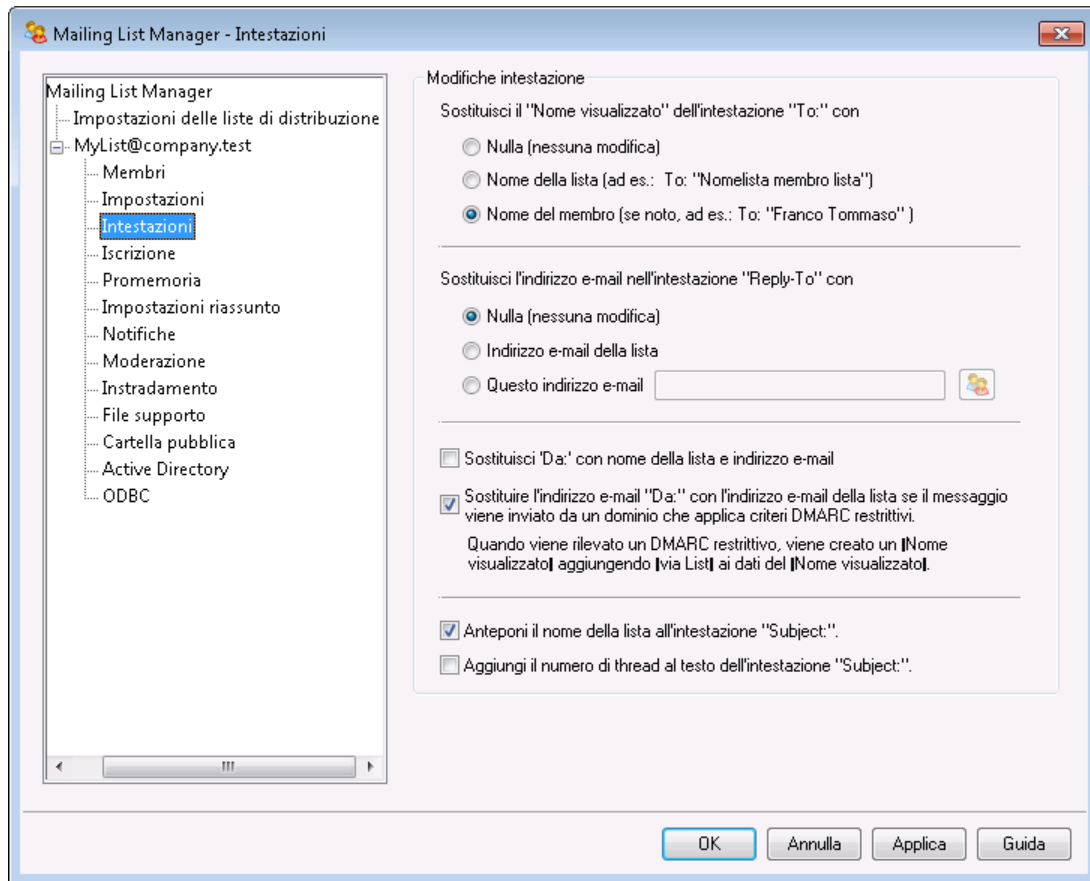 Mailing List Manager - Intestazioni
Mailing List Manager
Impostazioni delle liste di distribuzione
MyList@company.test
Membri
Impostazioni
Intestazioni
Iscrizione
Promemoria
Impostazioni riassunto
Notifiche
Moderazione
Instradamento
File supporto
Cartella pubblica
Active Directory
ODBC
Modifiche intestazione
Sostituisci il "Nome visualizzato" dell'intestazione "To:" con
Nulla (nessuna modifica)
Nome della lista (ad es.: To: "Nomelista membro lista")
Nome del membro (se noto, ad es.: To: "Franco Tommaso" )
Sostituisci l'indirizzo e-mail nell'intestazione "Reply-To" con
Nulla (nessuna modifica)
Indirizzo e-mail della lista
Questo indirizzo e-mail
Sostituisci 'Da:' con nome della lista e indirizzo e-mail
Sostituire l'indirizzo e-mail "Da:" con l'indirizzo e-mail della lista se il messaggio
viene inviato da un dominio che applica criteri DMARC restrittivi.
Quando viene rilevato un DMARC restrittivo, viene creato un |Nome
visualizzato| aggiungendo |via List| ai dati del |Nome visualizzato|.
Anteponi il nome della lista all'intestazione "Subject:".
Aggiungi il numero di thread al testo dell'intestazione "Subject:".
OK
Annulla
Applica
Guida